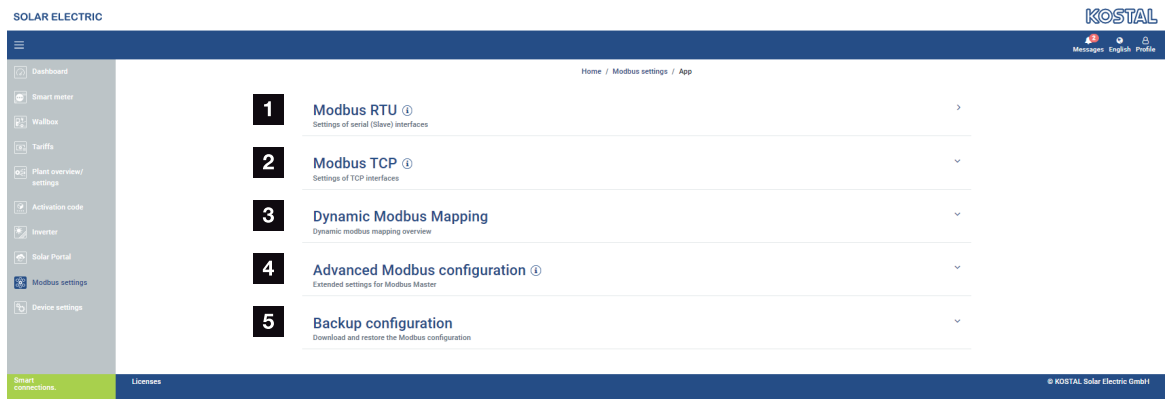 SOLAR ELECTRIC
KOSTAL
2
Messages English Profile
Dashboard
Smart meter
Wallbox
Tariffs
Plant overview/
settings
Activation code
Inverter
Solar Portal
Modbus settings
Device settings
Home / Modbus settings / App
1
Modbus RTU
Settings of serial (Slave) interfaces
2
Modbus TCP
Settings of TCP interfaces
3
Dynamic Modbus Mapping
Dynamic modbus mapping overview
4
Advanced Modbus configuration
Extended settings for Modbus Master
5
Backup configuration
Download and restore the Modbus configuration
Smart
connections.
Licenses
© KOSTAL Solar Electric GmbH